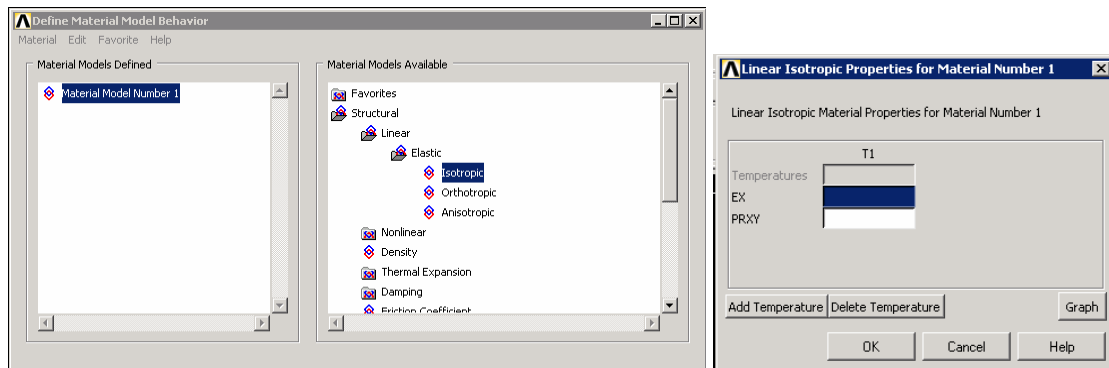 Define Material Model Behavior
Material Edit Favorite Help
Material Models Defined
Material Model Number 1
Material Models Available
Favorites
Structural
Linear
Elastic
Isotropic
Orthotropic
Anisotropic
Nonlinear
Density
Thermal Expansion
Damping
Friction Coefficient
Linear Isotropic Properties for Material Number 1
Linear Isotropic Material Properties for Material Number 1
T1
Temperatures
EX
PRXY
Add Temperature Delete Temperature Graph
OK Cancel Help